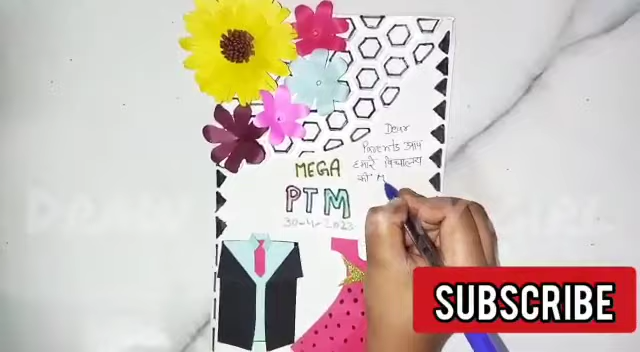 MEGA
PTM
30-4-2023
Dear
Parents आप
हमारे विद्यालय
की M
SUBSCRIBE